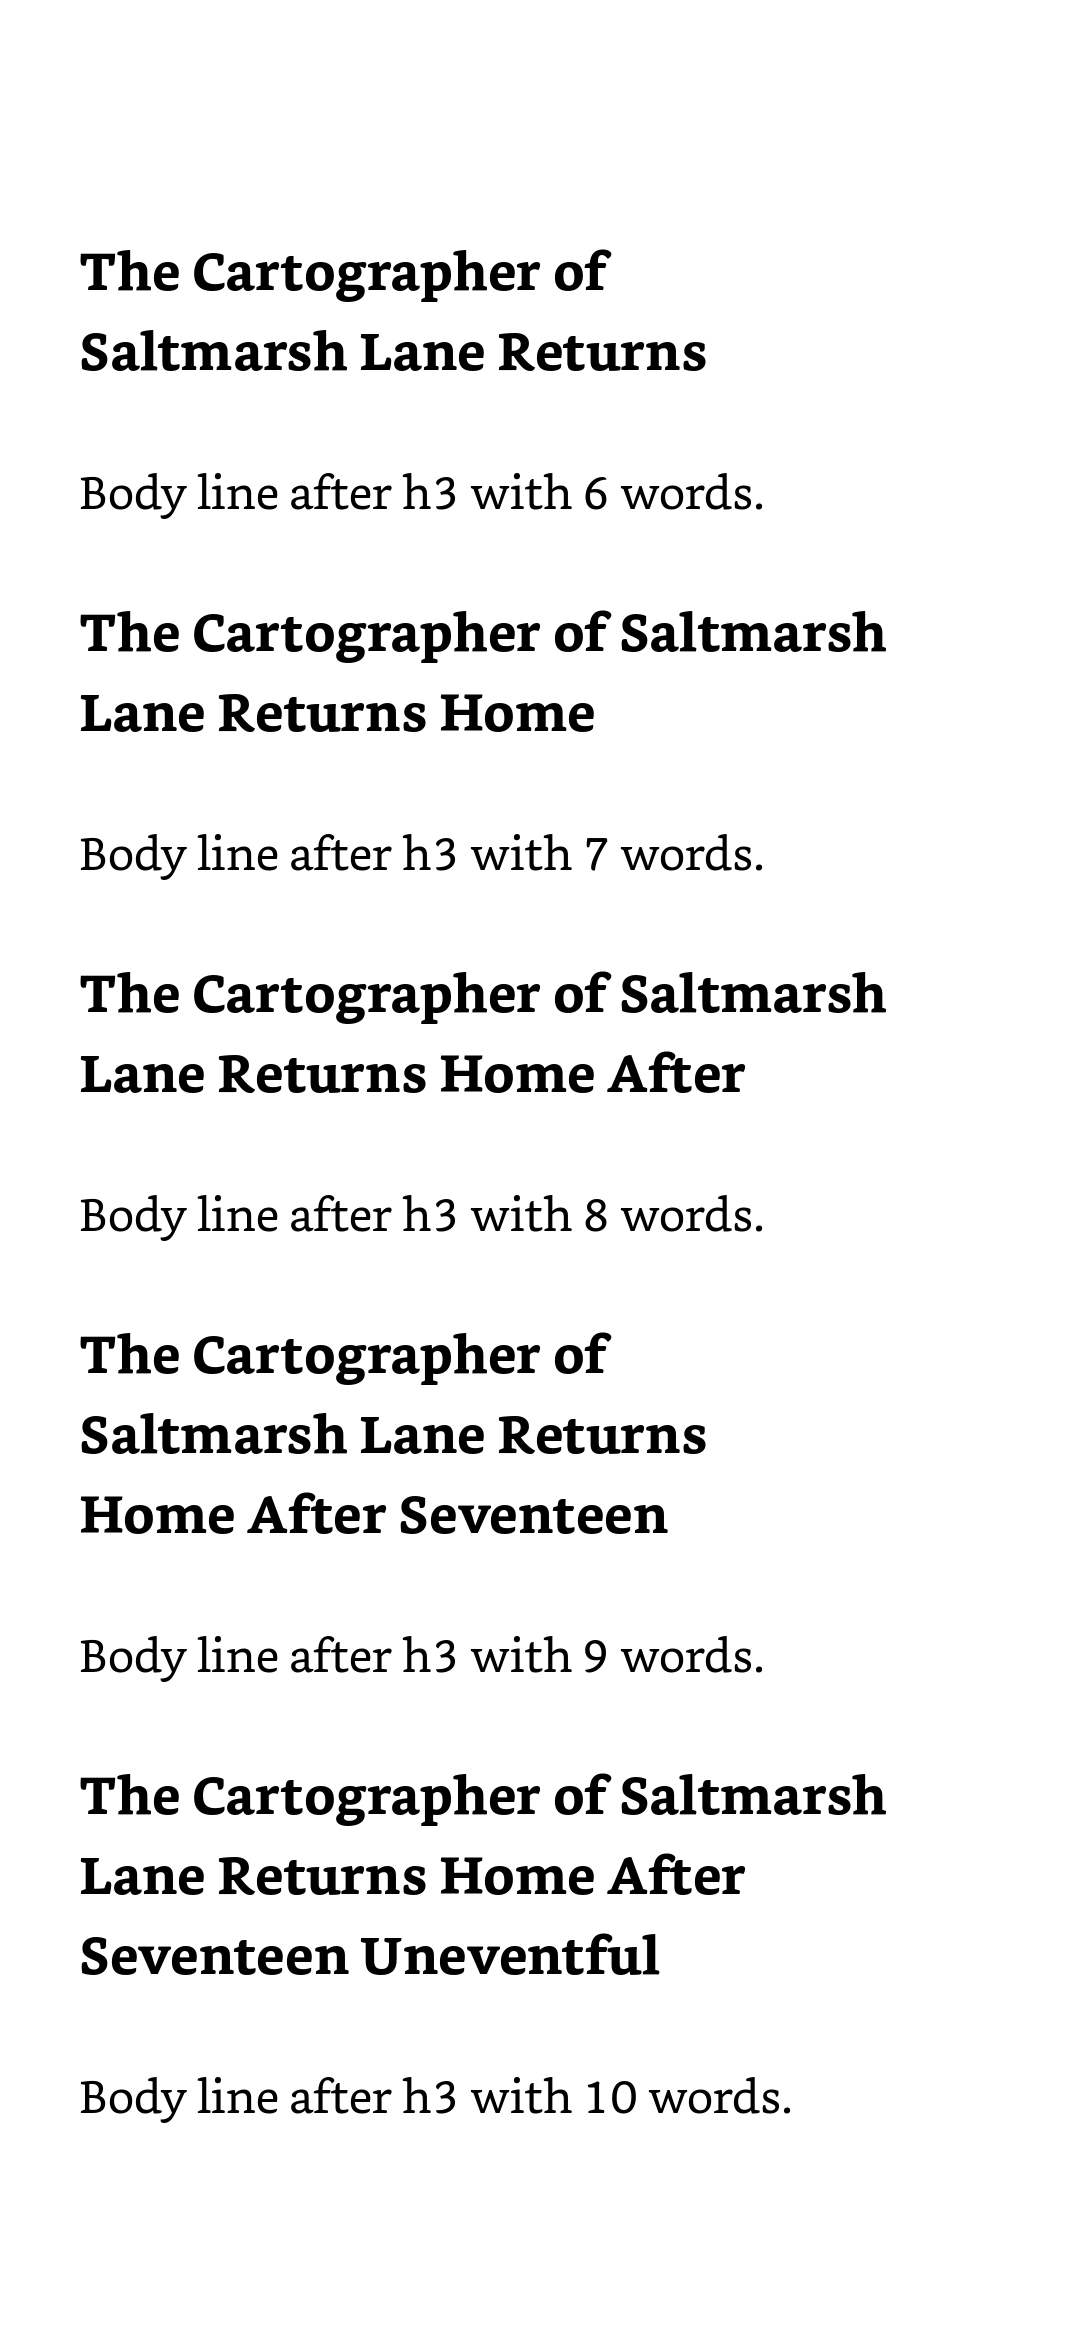 The Cartographer of
Saltmarsh Lane Returns
Body line after h3 with 6 words.
The Cartographer of Saltmarsh
Lane Returns Home
Body line after h3 with 7 words.
The Cartographer of Saltmarsh
Lane Returns Home After
Body line after h3 with 8 words.
The Cartographer of
Saltmarsh Lane Returns
Home After Seventeen
Body line after h3 with 9 words.
The Cartographer of Saltmarsh
Lane Returns Home After
Seventeen Uneventful
Body line after h3 with 10 words.